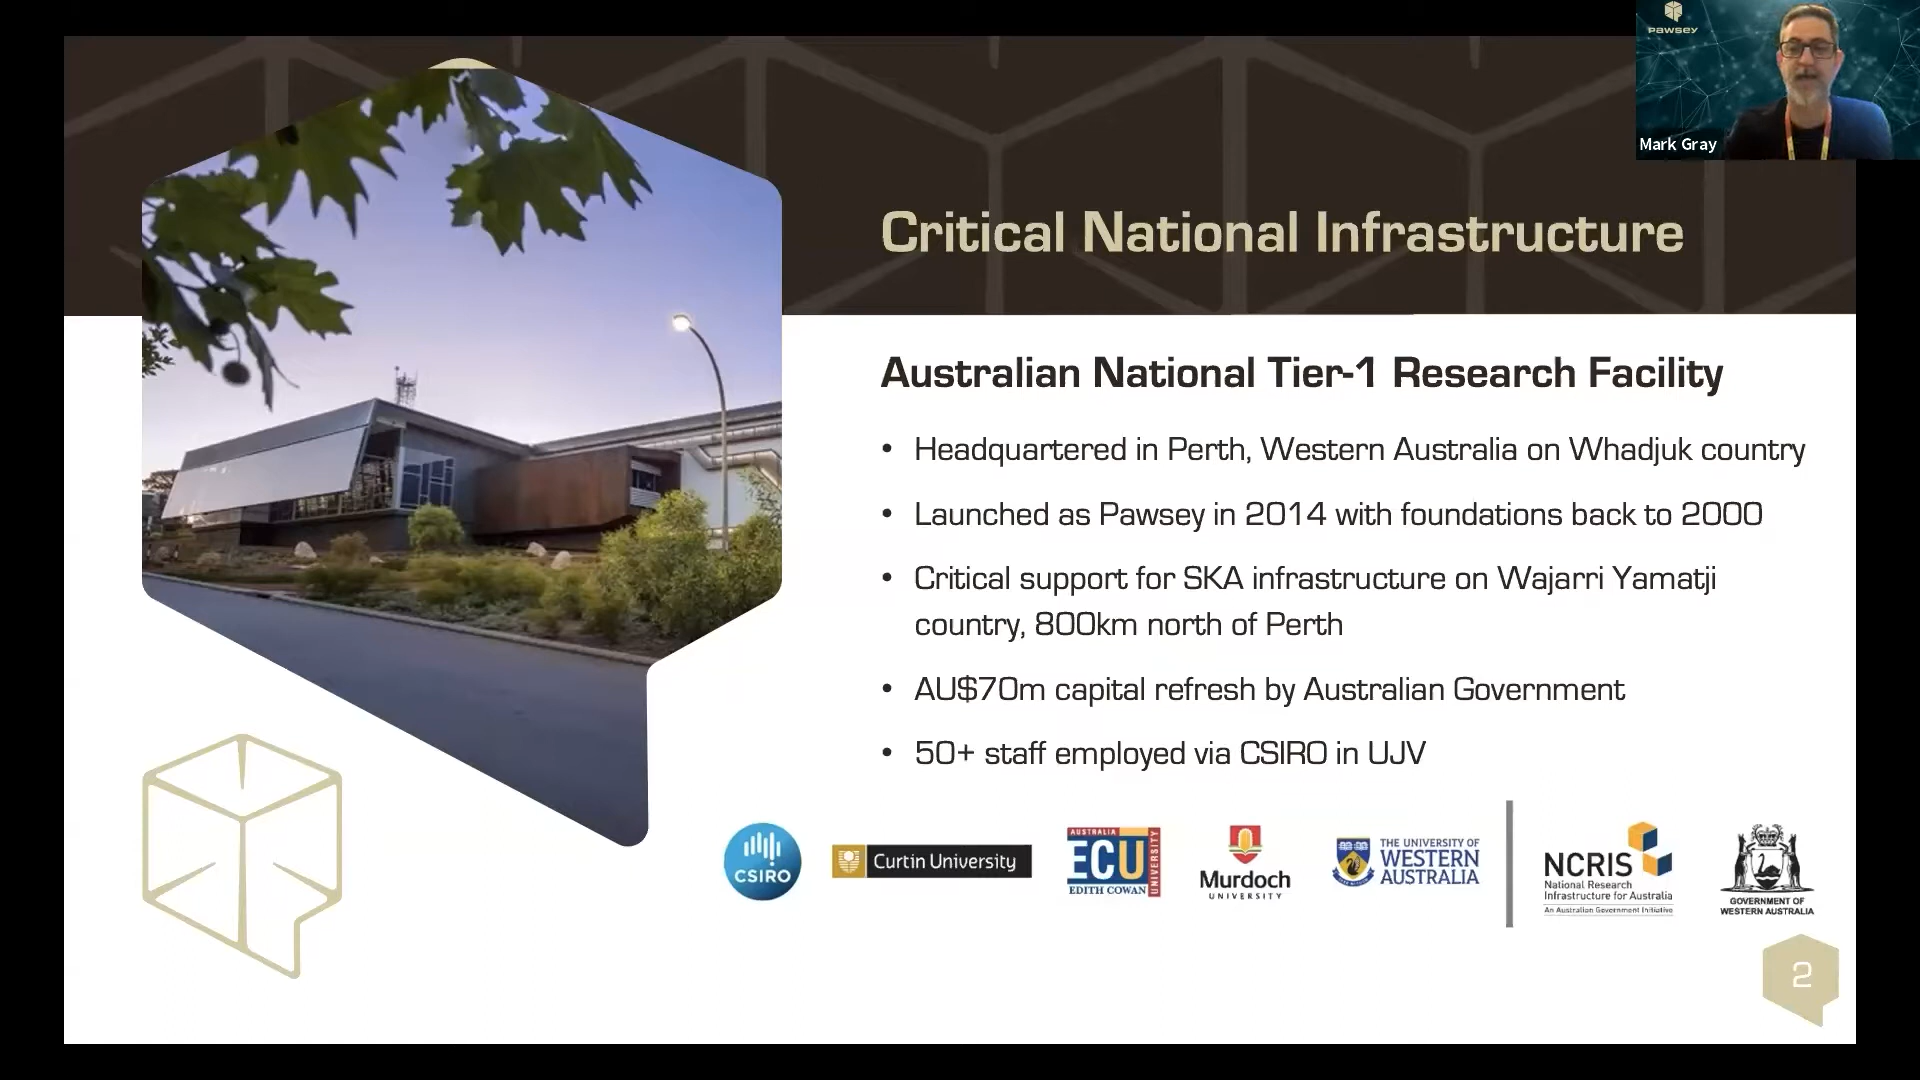 pawsey
Mark Gray
Critical National Infrastructure
Australian National Tier-1 Research Facility
• Headquartered in Perth, Western Australia on Whadjuk country
• Launched as Pawsey in 2014 with foundations back to 2000
• Critical support for SKA infrastructure on Wajarri Yamatji
country, 800km north of Perth
• AU$70m capital refresh by Australian Government
• 50+ staff employed via CSIRO in UJV
CSIRO
Curtin University
AUSTRALIA
ECU
EDITH COWAN
UNIVERSITY
Murdoch
UNIVERSITY
THE UNIVERSITY OF
WESTERN
AUSTRALIA
NCRIS
National Research
Infrastructure for Australia
An Australian Government Initiative
GOVERNMENT OF
WESTERN AUSTRALIA
2